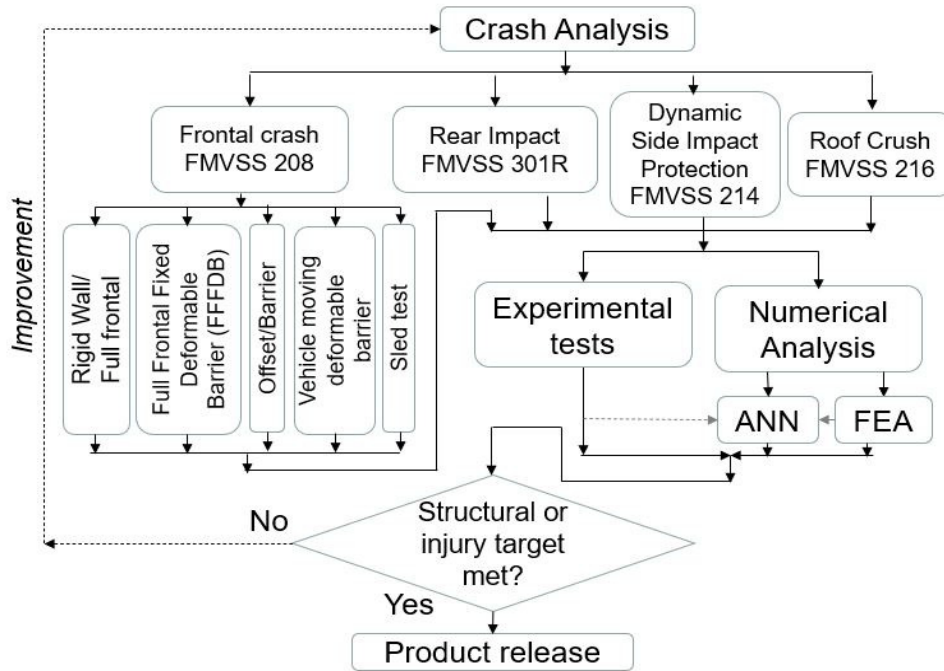 Crash Analysis
Frontal crash
FMVSS 208
Rear Impact
FMVSS 301R
Dynamic
Side Impact
Protection
FMVSS 214
Roof Crush
FMVSS 216
Improvement
Rigid Wall/
Full frontal
Full Frontal Fixed
Deformable
Barrier (FFFDB)
Offset/Barrier
Vehicle moving
deformable
barrier
Sled test
Experimental
tests
Numerical
Analysis
ANN
FEA
Structural or
injury target
met?
No
Yes
Product release